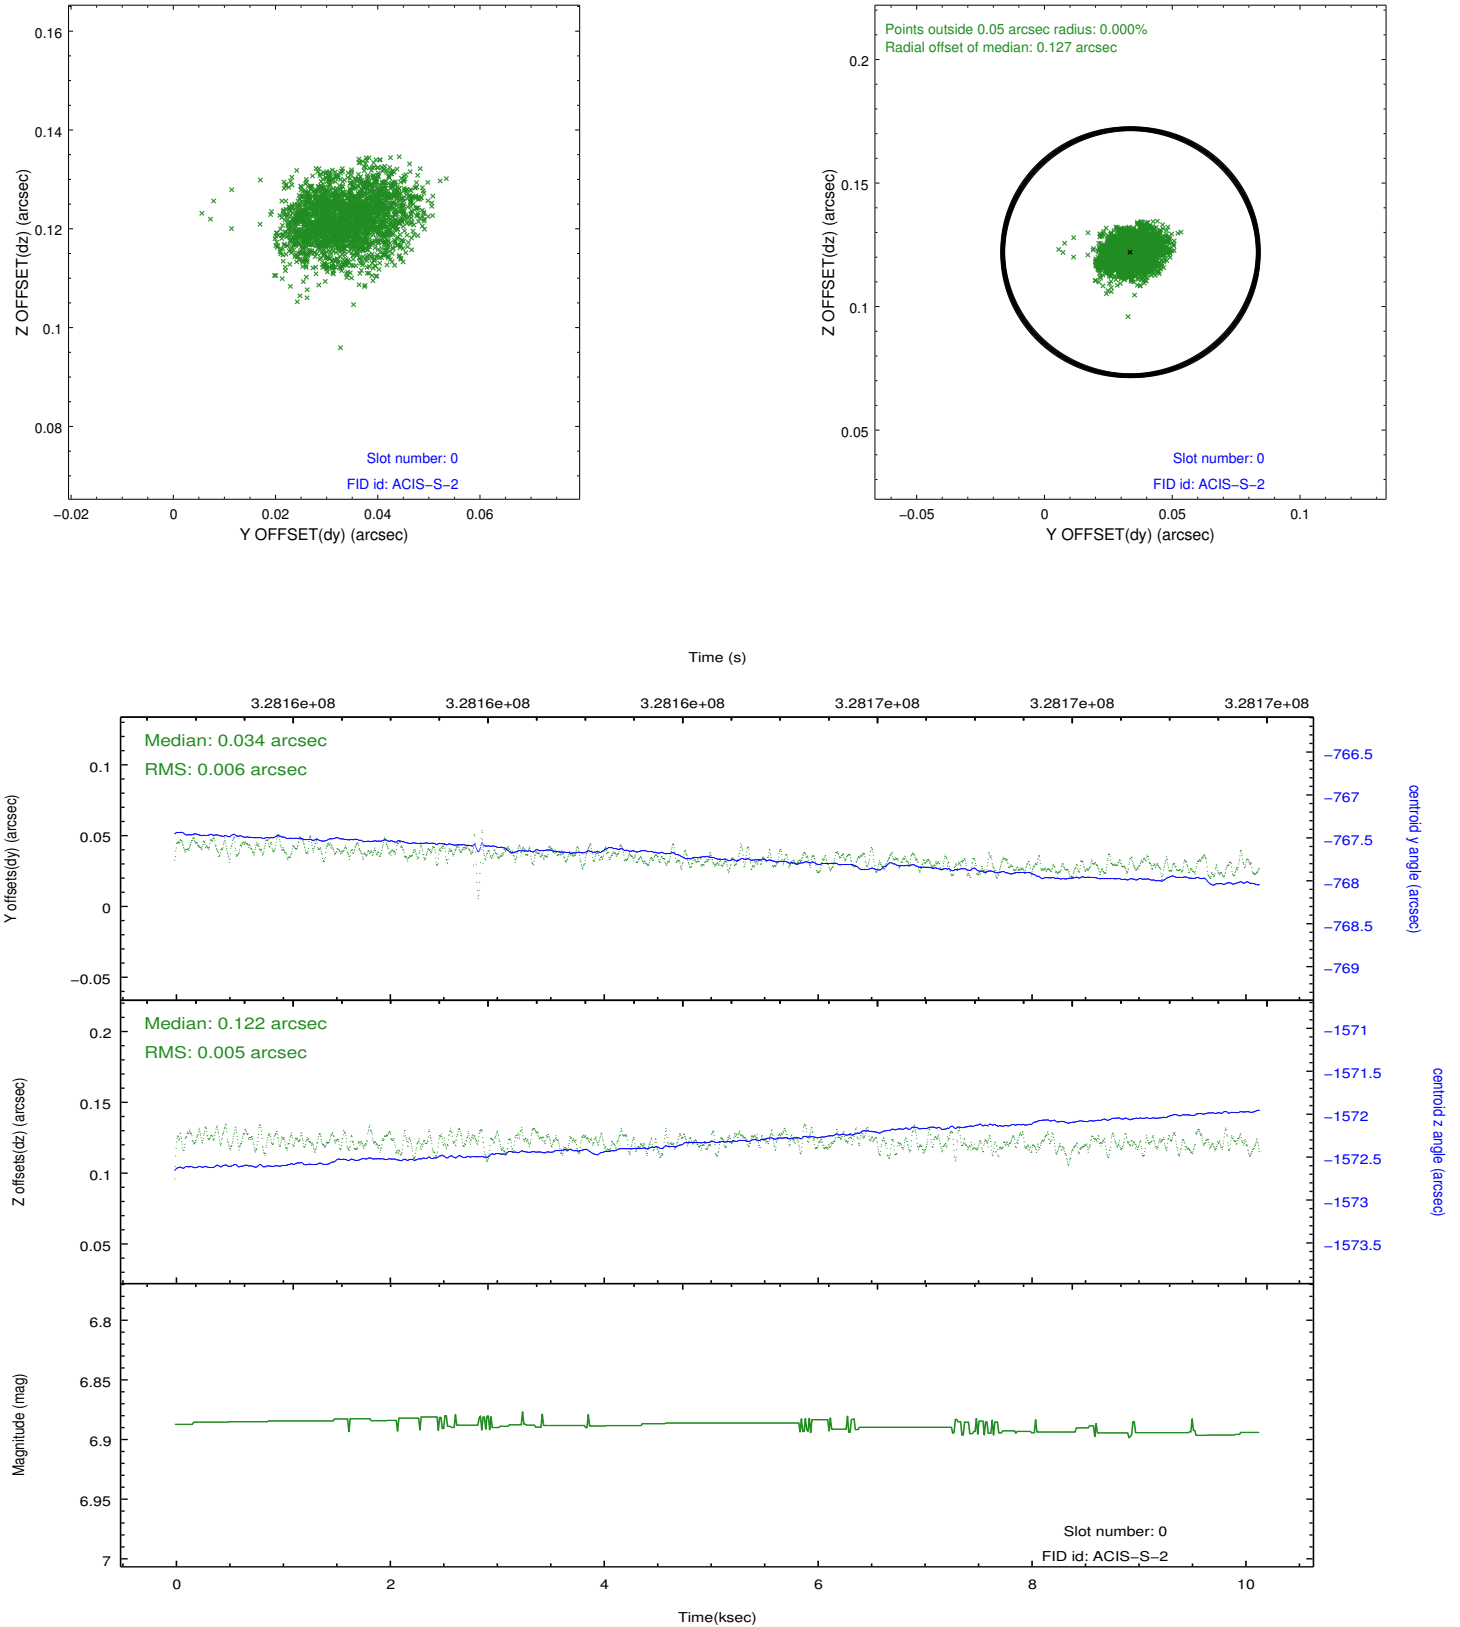 0.16
0.14
0.12
0.1
0.08
Z OFFSET(dz) (arcsec)
Slot number: 0
FID id: ACIS−S−2
−0.02 0 0.02 0.04 0.06
Y OFFSET(dy) (arcsec)
Points outside 0.05 arcsec radius: 0.000%
Radial offset of median: 0.127 arcsec
0.2
0.15
0.1
0.05
Z OFFSET(dz) (arcsec)
Slot number: 0
FID id: ACIS−S−2
−0.05 0 0.05 0.1
Y OFFSET(dy) (arcsec)
Time (s)
3.2816e+08 3.2816e+08 3.2816e+08 3.2817e+08 3.2817e+08 3.2817e+08
Median: 0.034 arcsec
RMS: 0.006 arcsec
0.1
0.05
0
−0.05
Y offsets(dy) (arcsec)
−766.5
−767
−767.5
−768
−768.5
−769
centroid y angle (arcsec)
Median: 0.122 arcsec
RMS: 0.005 arcsec
0.2
0.15
0.1
0.05
Z offsets(dz) (arcsec)
−1571
−1571.5
−1572
−1572.5
−1573
−1573.5
centroid z angle (arcsec)
6.8
6.85
6.9
6.95
7
Magnitude (mag)
Slot number: 0
FID id: ACIS−S−2
0 2 4 6 8 10
Time(ksec)